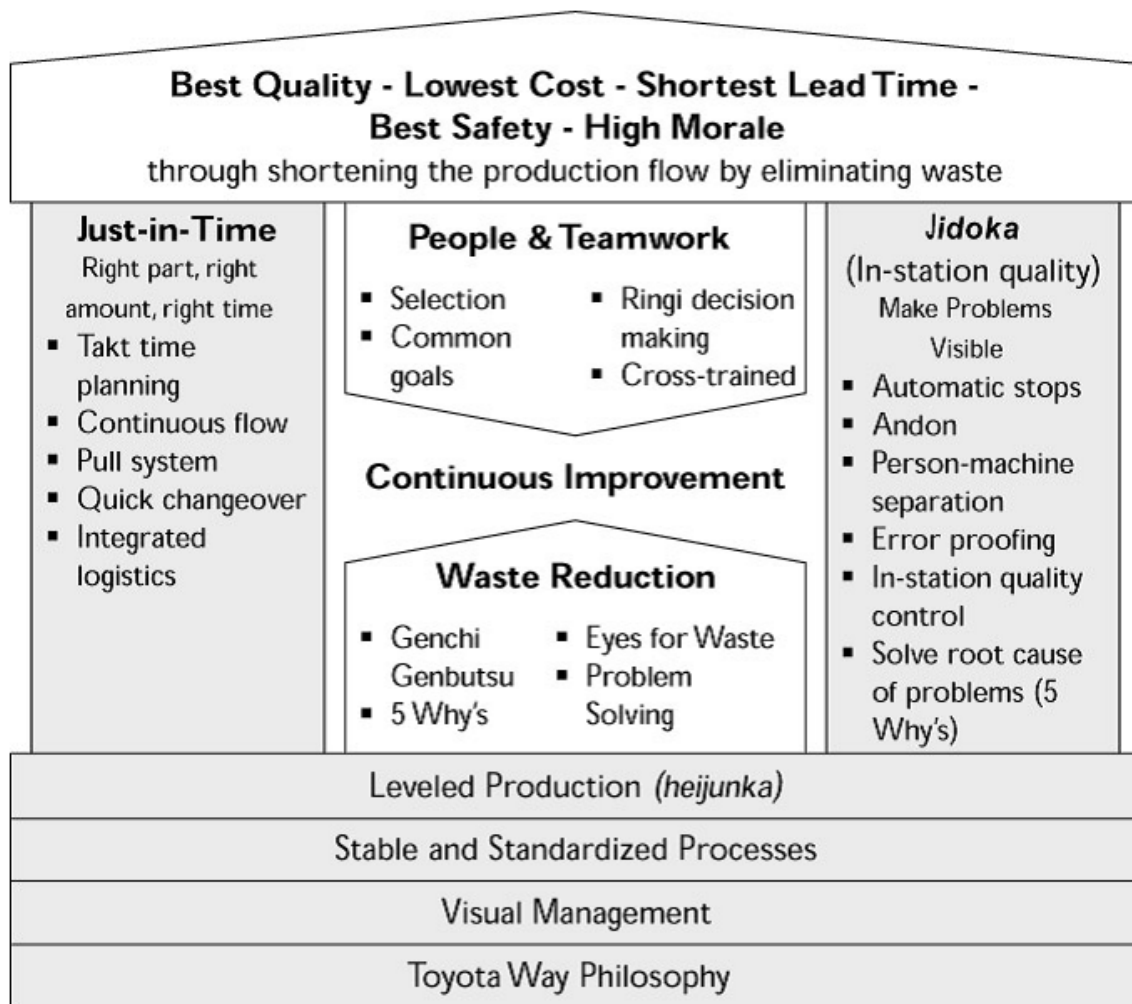 Best Quality - Lowest Cost - Shortest Lead Time -
Best Safety - High Morale
through shortening the production flow by eliminating waste
Just-in-Time
Right part, right
amount, right time
▪ Takt time
planning
▪ Continuous flow
▪ Pull system
▪ Quick changeover
▪ Integrated
logistics
People & Teamwork
▪ Selection
▪ Common
goals
▪ Ringi decision
making
▪ Cross-trained
Continuous Improvement
Waste Reduction
▪ Genchi
Genbutsu
▪ 5 Why's
▪ Eyes for Waste
▪ Problem
Solving
Jidoka
(In-station quality)
Make Problems
Visible
▪ Automatic stops
▪ Andon
▪ Person-machine
separation
▪ Error proofing
▪ In-station quality
control
▪ Solve root cause
of problems (5
Why's)
Leveled Production (heijunka)
Stable and Standardized Processes
Visual Management
Toyota Way Philosophy